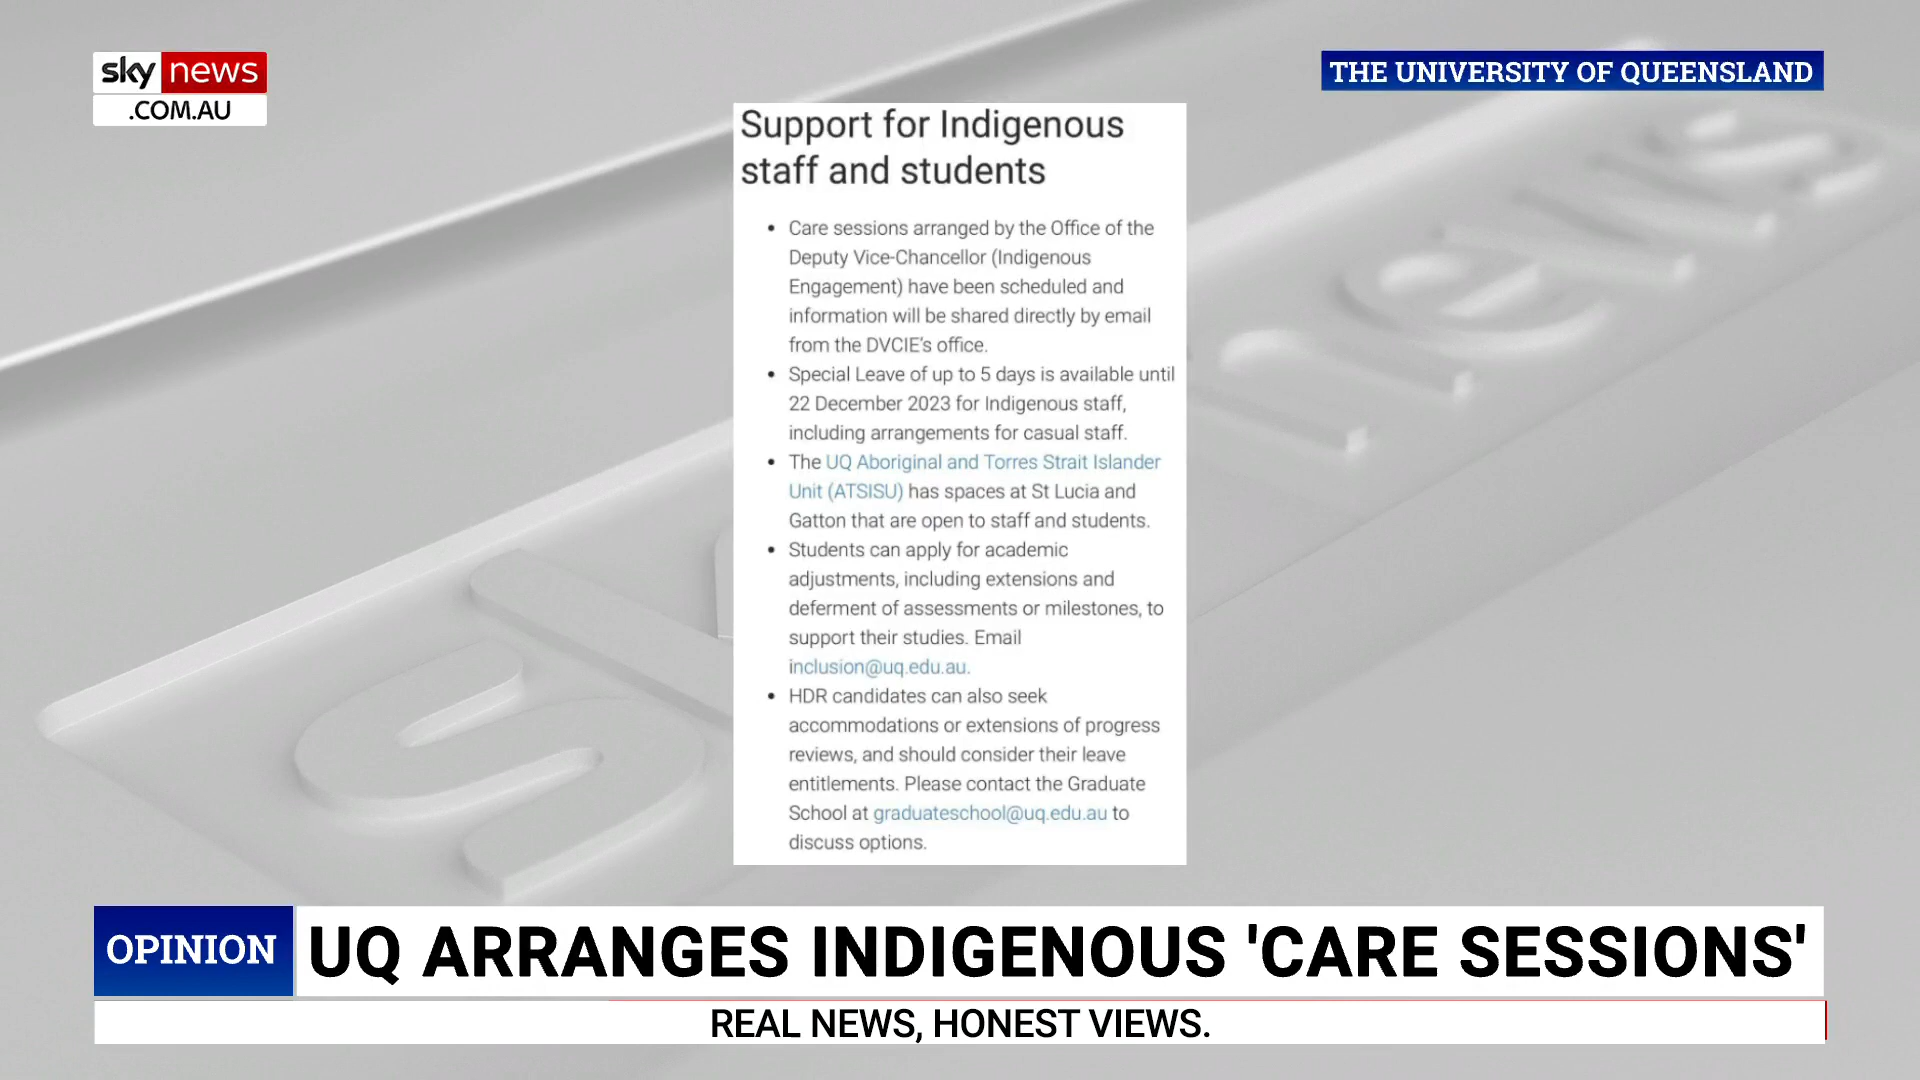 sky news
.COM.AU
THE UNIVERSITY OF QUEENSLAND
Support for Indigenous
staff and students
• Care sessions arranged by the Office of the
Deputy Vice-Chancellor (Indigenous
Engagement) have been scheduled and
information will be shared directly by email
from the DVCIE's office.
• Special Leave of up to 5 days is available until
22 December 2023 for Indigenous staff,
including arrangements for casual staff.
• The UQ Aboriginal and Torres Strait Islander
Unit (ATSISU) has spaces at St Lucia and
Gatton that are open to staff and students.
• Students can apply for academic
adjustments, including extensions and
deferment of assessments or milestones, to
support their studies. Email
inclusion@uq.edu.au.
• HDR candidates can also seek
accommodations or extensions of progress
reviews, and should consider their leave
entitlements. Please contact the Graduate
School at graduateschool@uq.edu.au to
discuss options.
sky news
OPINION
UQ ARRANGES INDIGENOUS 'CARE SESSIONS'
REAL NEWS, HONEST VIEWS.